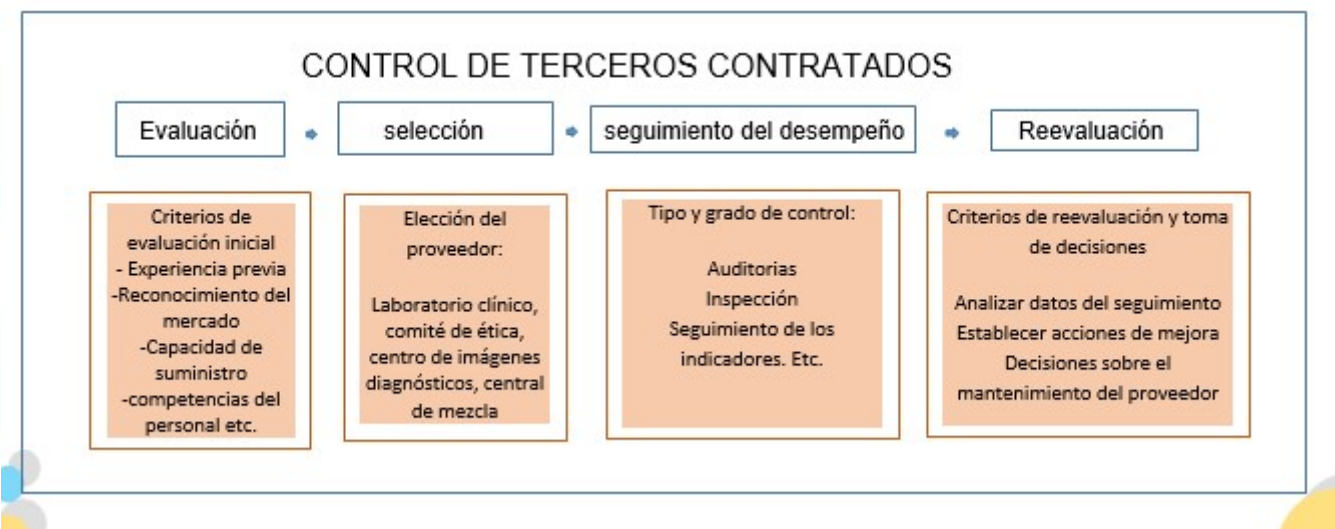 CONTROL DE TERCEROS CONTRATADOS
Evaluación
selección
seguimiento del desempeño
Reevaluación
Criterios de
evaluación inicial
- Experiencia previa
-Reconocimiento del
mercado
-Capacidad de
suministro
-competencias del
personal etc.
Elección del
proveedor:
Laboratorio clínico,
comité de ética,
centro de imágenes
diagnósticos, central
de mezcla
Tipo y grado de control:
Auditorias
Inspección
Seguimiento de los
indicadores. Etc.
Criterios de reevaluación y toma
de decisiones
Analizar datos del seguimiento
Establecer acciones de mejora
Decisiones sobre el
mantenimiento del proveedor